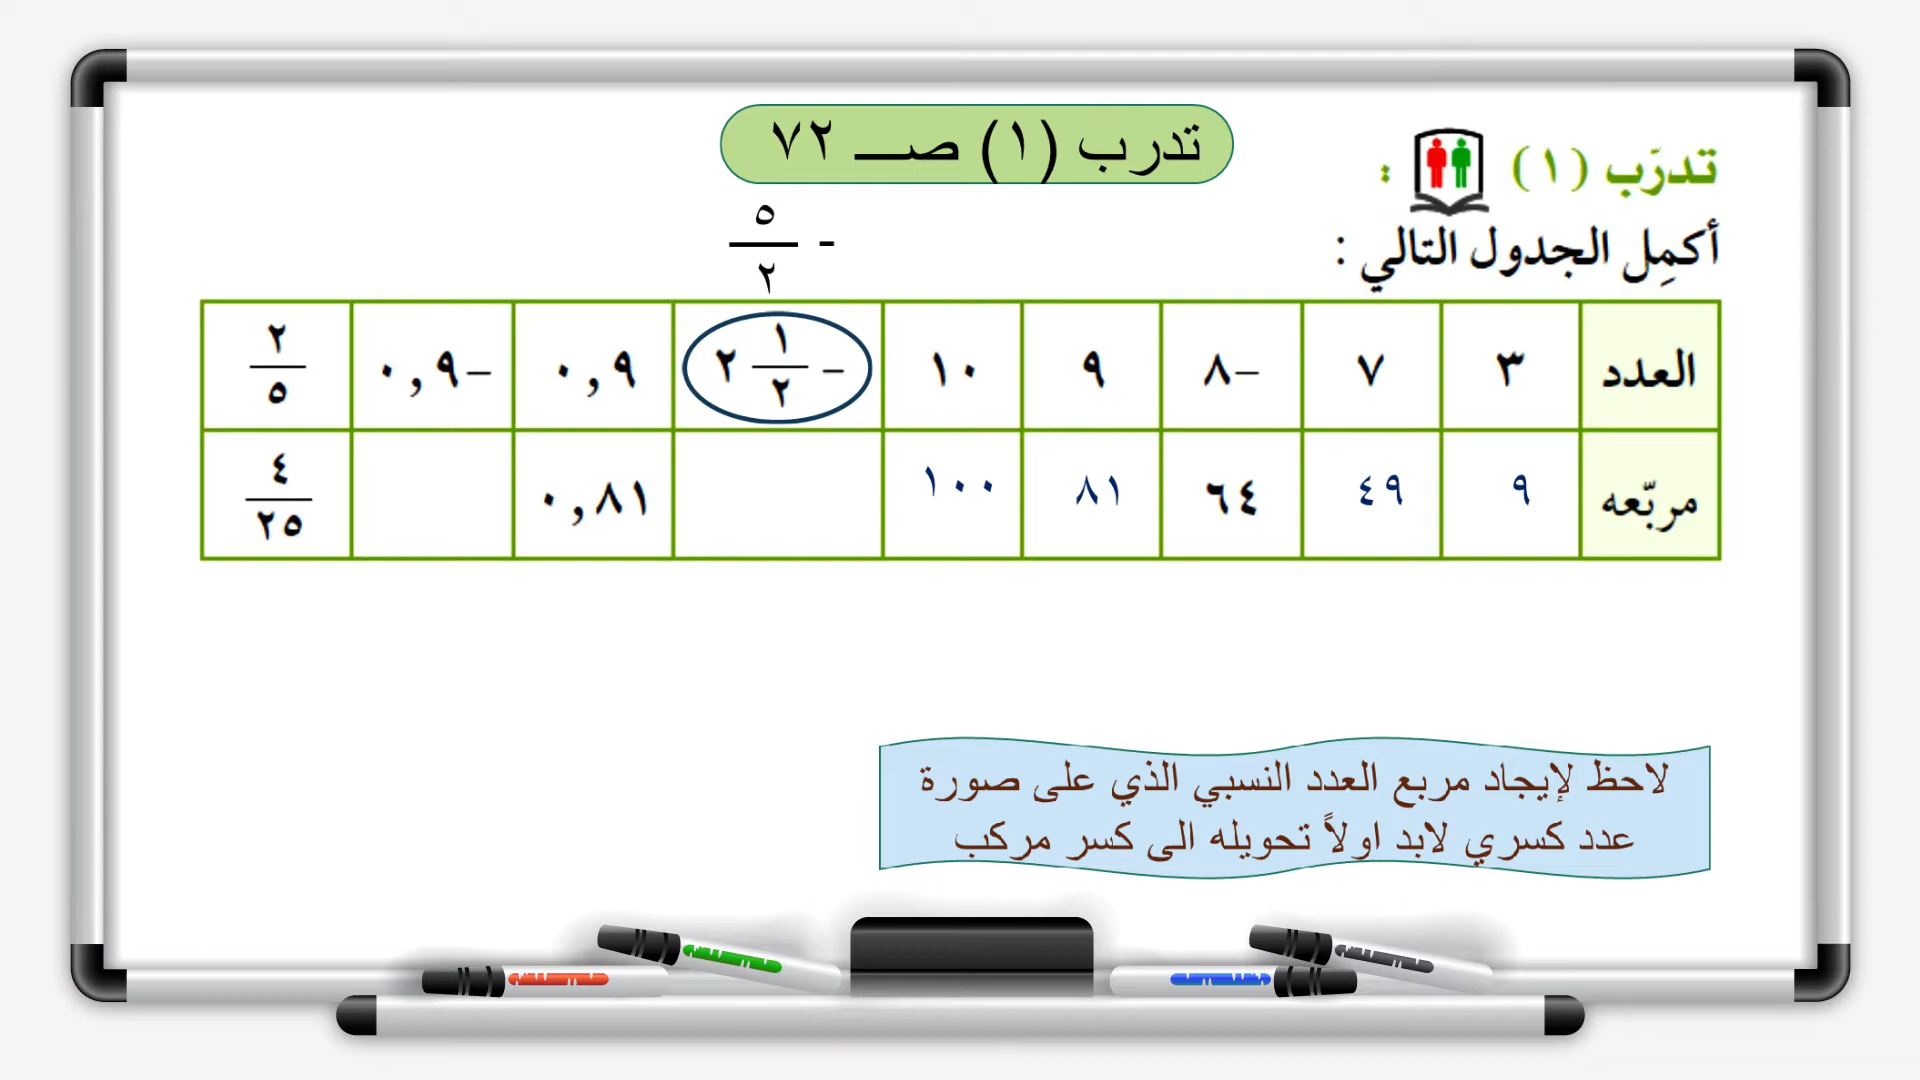 تدرب (١) صـــ ٧٢
تدرَب (١) :
أكمِل الجدول التالي :
- ٥/٢
العدد ٣ ٧ –٨ ٩ ١٠ – ٢ ١/٢ ٠,٩ –٠,٩ ٢/٥
مربّعه ٩ ٤٩ ٦٤ ٨١ ١٠٠ ٠,٨١ ٤/٢٥
لاحظ لإيجاد مربع العدد النسبي الذي على صورة
عدد كسري لابد اولاً تحويله الى كسر مركب